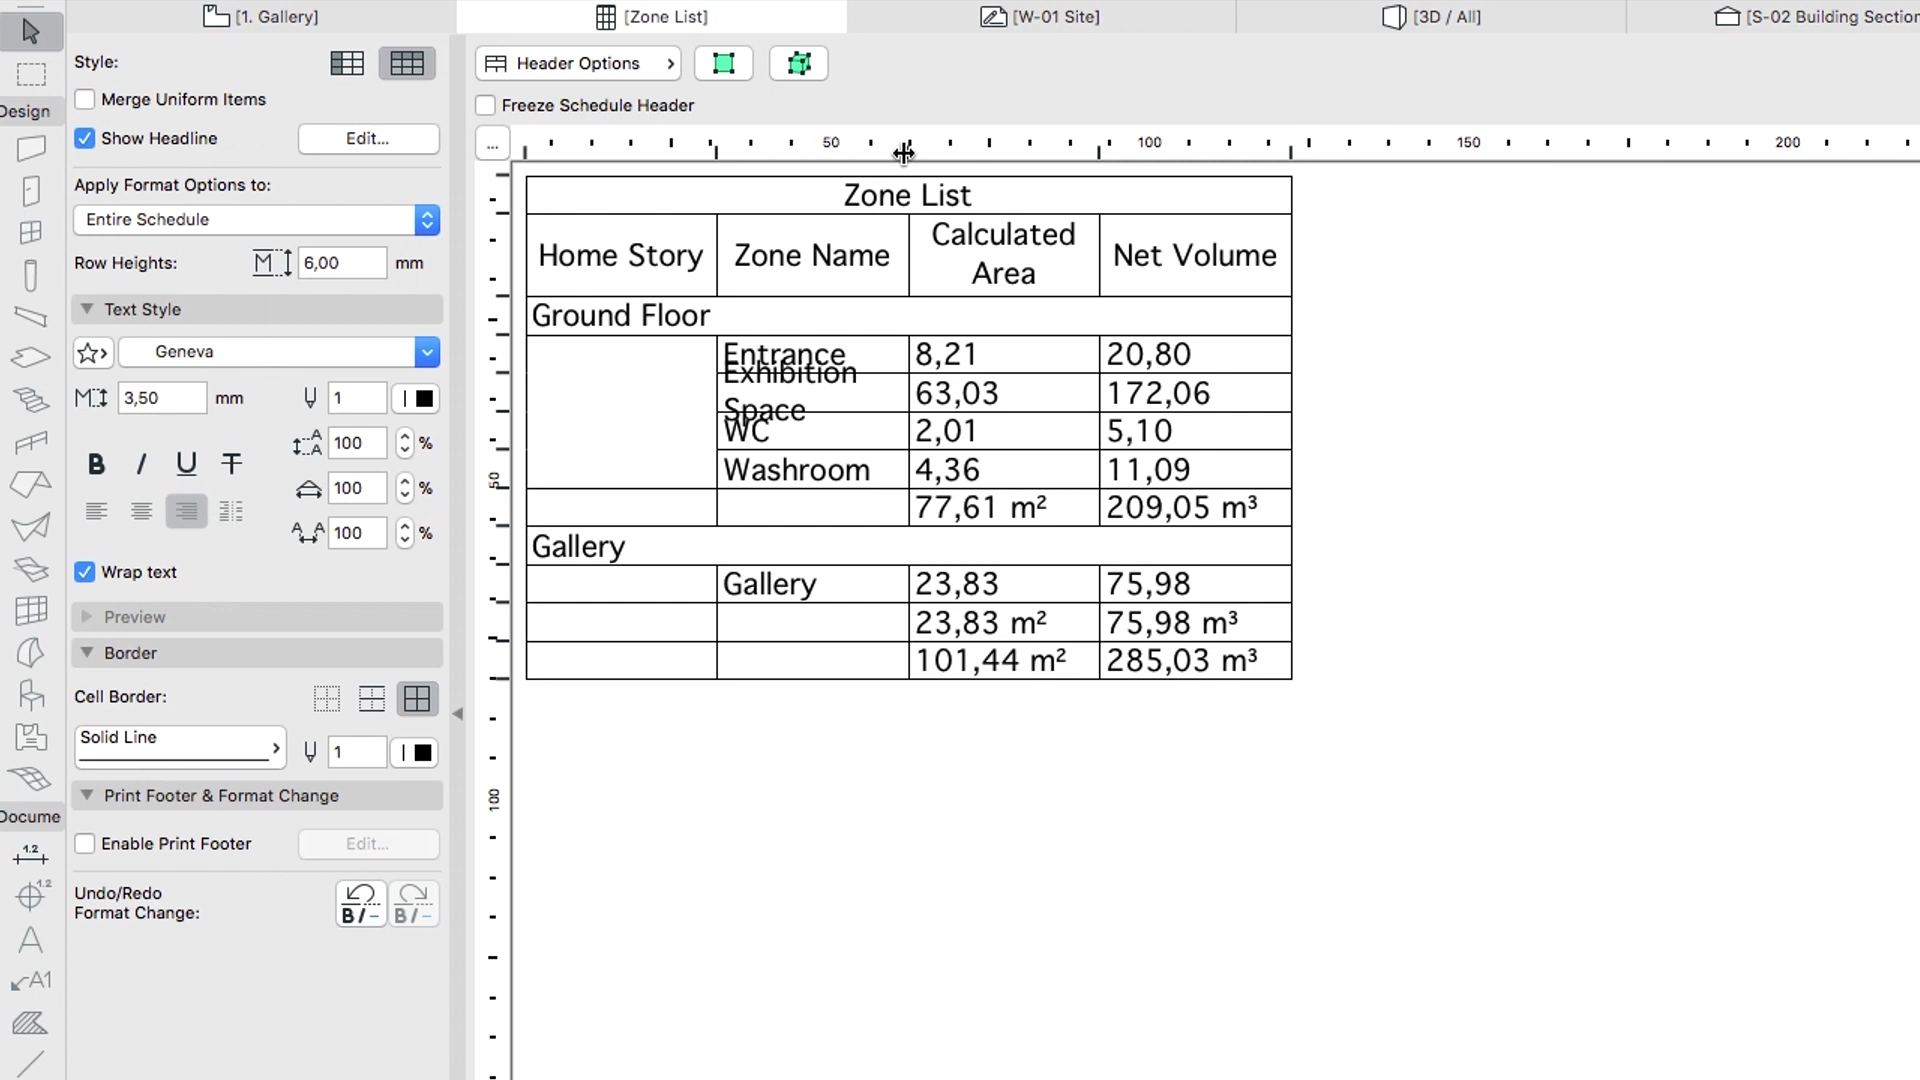 [1. Gallery]
[Zone List]
[W-01 Site]
[3D / All]
[S-02 Building Section
Style:
Merge Uniform Items
Show Headline
Edit...
Apply Format Options to:
Entire Schedule
Row Heights:
M
6,00
mm
Text Style
Geneva
M
3,50
mm
1
A
A
100
%
B
I
U
T
100
%
A
A
100
%
Wrap text
Preview
Border
Cell Border:
Solid Line
1
Print Footer & Format Change
Enable Print Footer
Edit...
Undo/Redo
Format Change:
B I –
B I –
Design
Docume
1.2
1.2
A
A1
Header Options
Freeze Schedule Header
...
50
100
150
200
50
100
Zone List
Home Story
Zone Name
Calculated
Area
Net Volume
Ground Floor
Entrance
8,21
20,80
Exhibition
Space
63,03
172,06
WC
2,01
5,10
Washroom
4,36
11,09
77,61 m²
209,05 m³
Gallery
Gallery
23,83
75,98
23,83 m²
75,98 m³
101,44 m²
285,03 m³